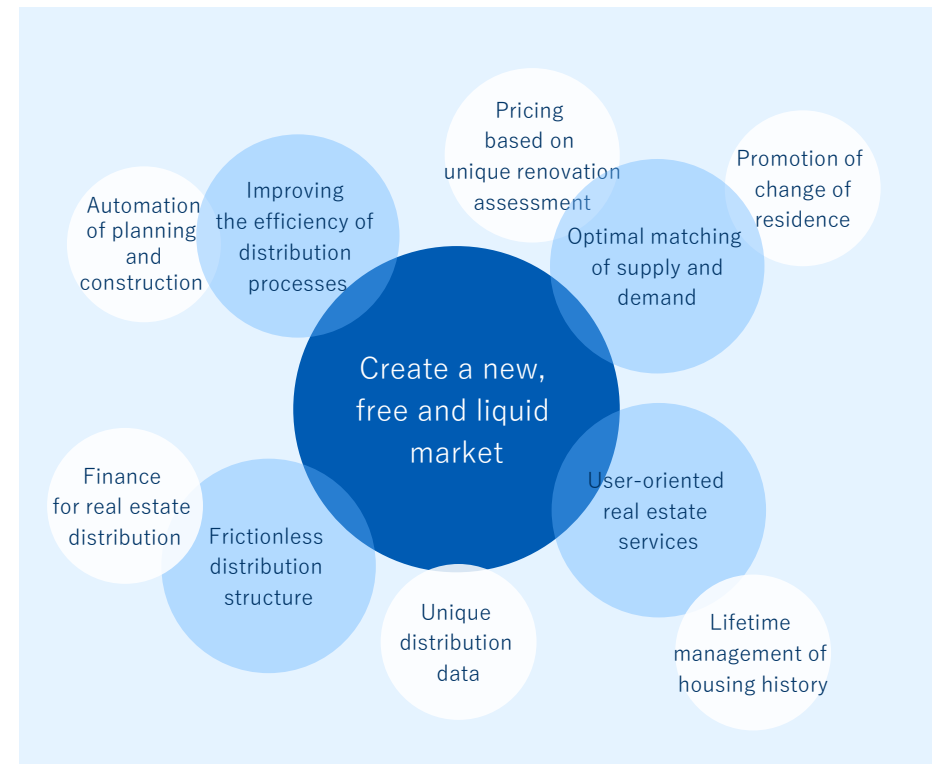 Pricing
based on
unique renovation
assessment
Promotion of
change of
residence
Automation
of planning
and
construction
Improving
the efficiency of
distribution
processes
Optimal matching
of supply and
demand
Create a new,
free and liquid
market
Finance
for real estate
distribution
Frictionless
distribution
structure
User-oriented
real estate
services
Unique
distribution
data
Lifetime
management of
housing history